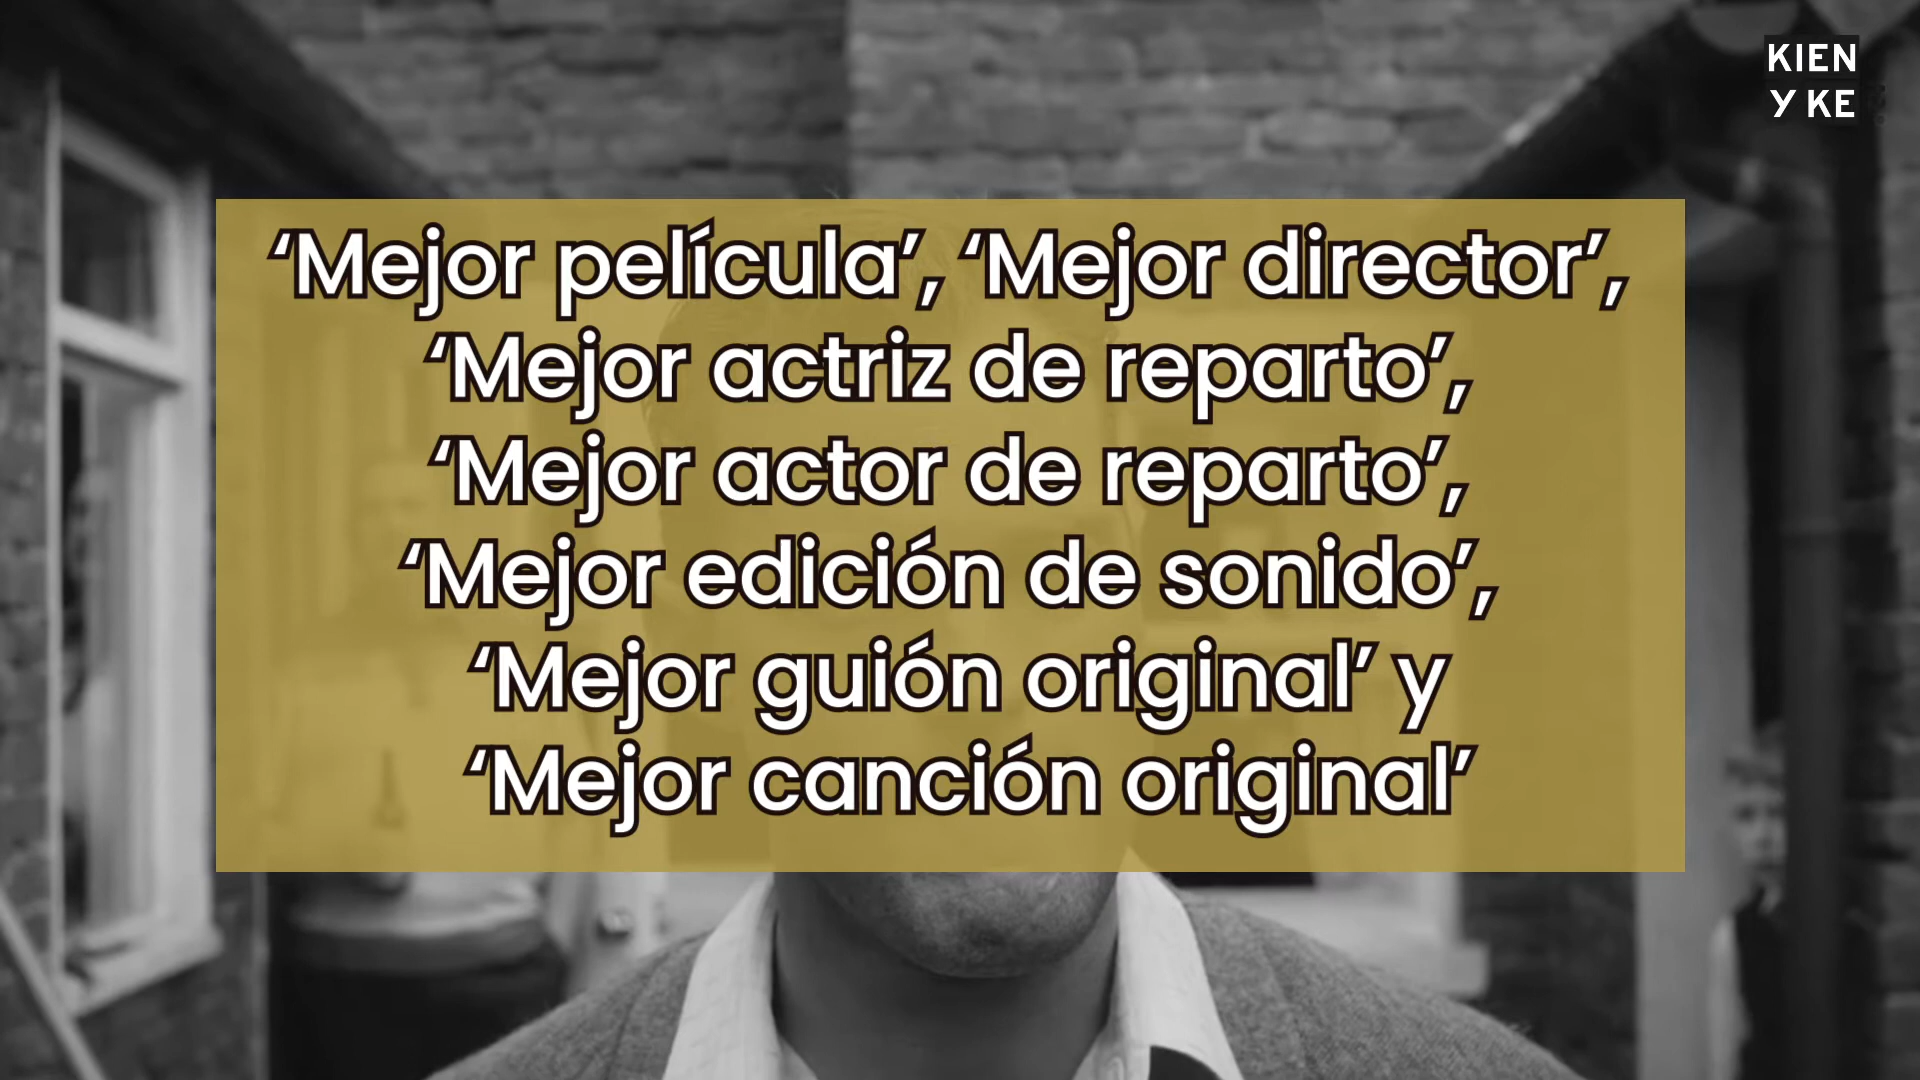 KIEN
Y KE
‘Mejor película’, ‘Mejor director’,
‘Mejor actriz de reparto’,
‘Mejor actor de reparto’,
‘Mejor edición de sonido’,
‘Mejor guión original’ y
‘Mejor canción original’